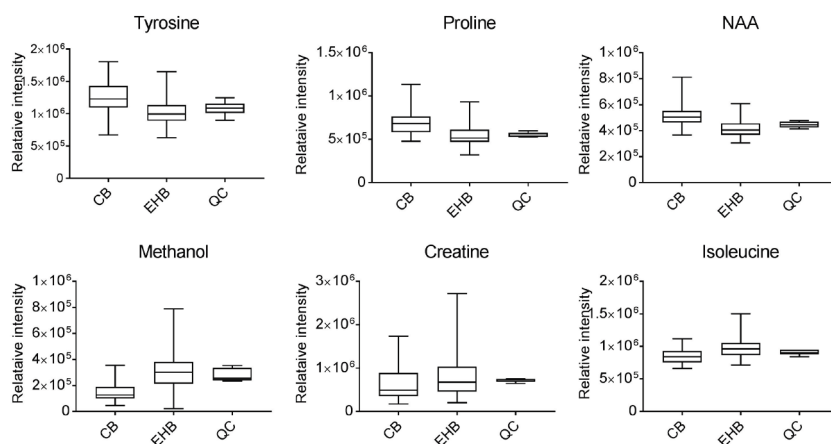 Tyrosine
Relataive intensity
2×10⁶
1.5×10⁶
1×10⁶
5×10⁵
0
CB
EHB
QC
Proline
Relataive intensity
1.5×10⁶
1×10⁶
5×10⁵
0
CB
EHB
QC
NAA
Relataive intensity
1×10⁶
8×10⁵
6×10⁵
4×10⁵
2×10⁵
0
CB
EHB
QC
Methanol
Relataive intensity
1×10⁶
8×10⁵
6×10⁵
4×10⁵
2×10⁵
0
CB
EHB
QC
Creatine
Relataive intensity
3×10⁶
2×10⁶
1×10⁶
0
CB
EHB
QC
Isoleucine
Relative intensity
2×10⁶
1.5×10⁶
1×10⁶
5×10⁵
0
CB
EHB
QC